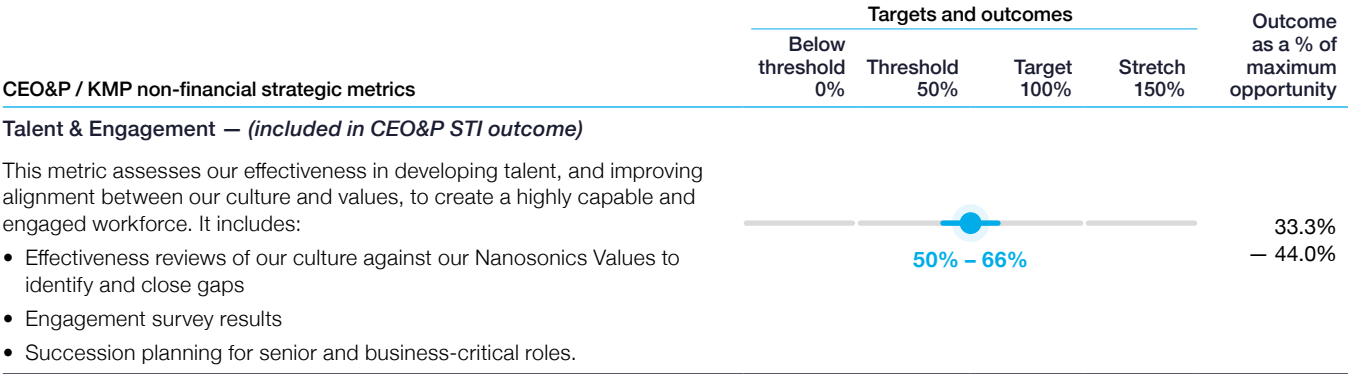 Targets and outcomes
Outcome as a % of maximum opportunity
Below threshold 0%
Threshold 50%
Target 100%
Stretch 150%
CEO&P / KMP non-financial strategic metrics
Talent & Engagement — (included in CEO&P STI outcome)
This metric assesses our effectiveness in developing talent, and improving
alignment between our culture and values, to create a highly capable and
engaged workforce. It includes:
• Effectiveness reviews of our culture against our Nanosonics Values to
identify and close gaps
• Engagement survey results
• Succession planning for senior and business-critical roles.
50% – 66%
33.3%
— 44.0%